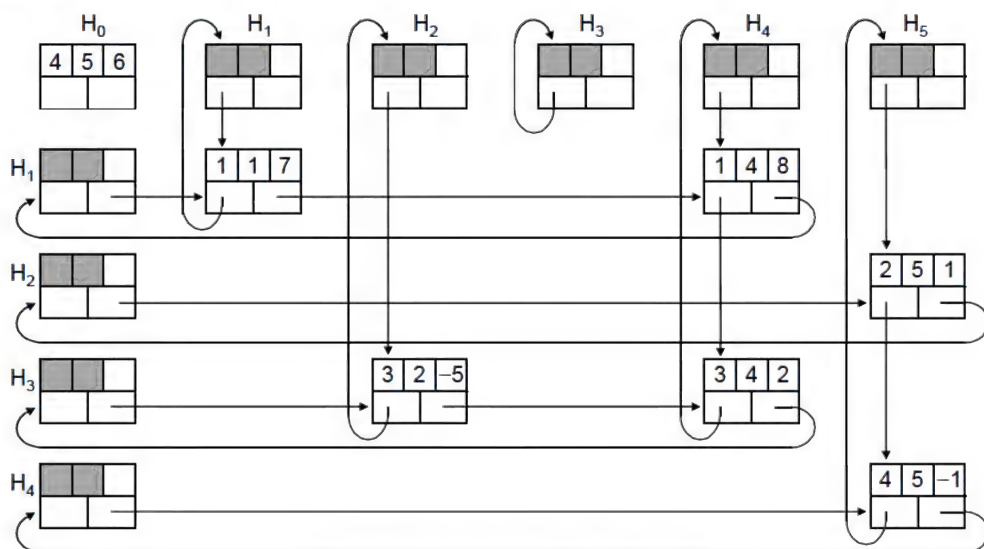 H₀ H₁ H₂ H₃ H₄ H₅
4 5 6
H₁ 1 1 7 1 4 8
H₂ 2 5 1
H₃ 3 2 −5 3 4 2
H₄ 4 5 −1